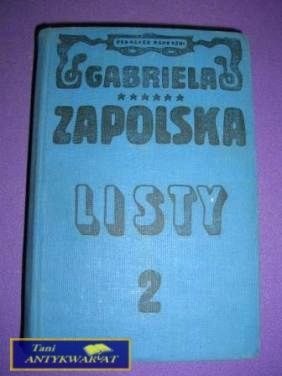 GABRIELA
ZAPOLSKA
LISTY
2
Tani
ANTYKWARIAT